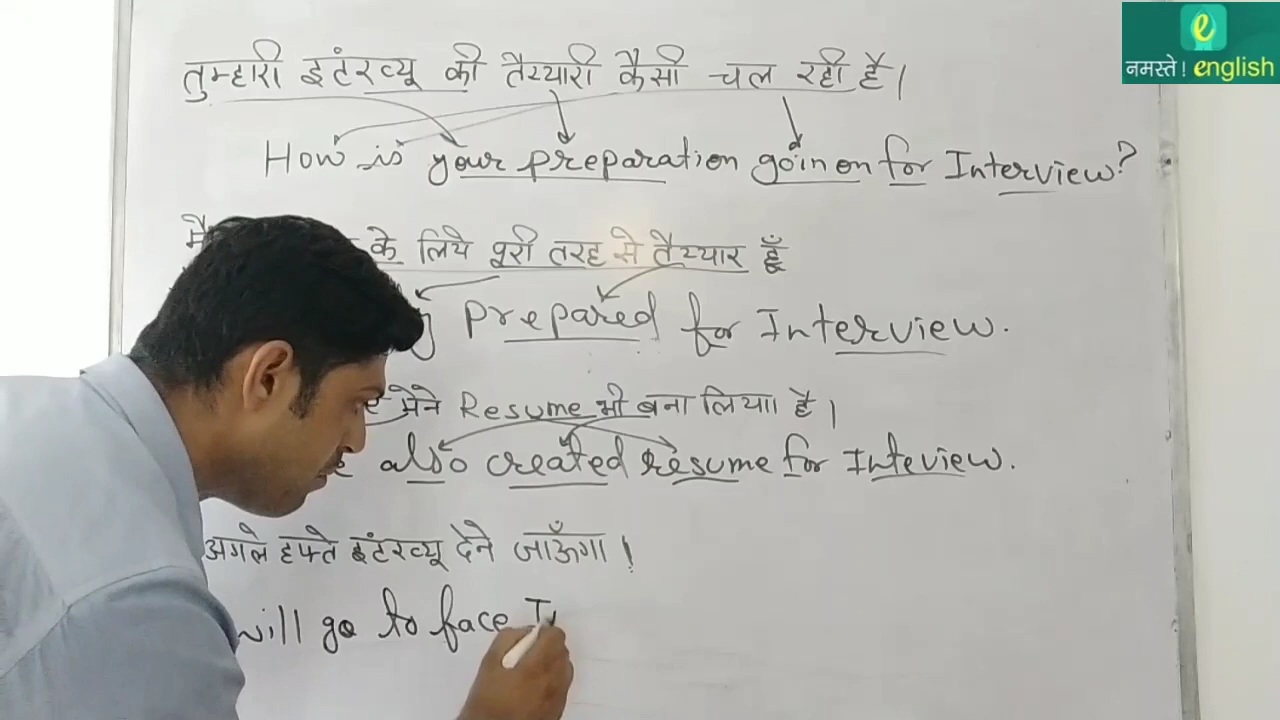 e
नमस्ते ! english
तुम्हारी इंटरव्यू की तैय्यारी कैसी चल रही है।
How is your preparation goin on for Interview?
के लिये पूरी तरह से तैय्यार हूँ
prepared for Interview.
मैने Resume भी बना लिया है।
also created resume for Inteview.
अगले हफ्ते इंटरव्यू देने जाऊँगा।
will go to face